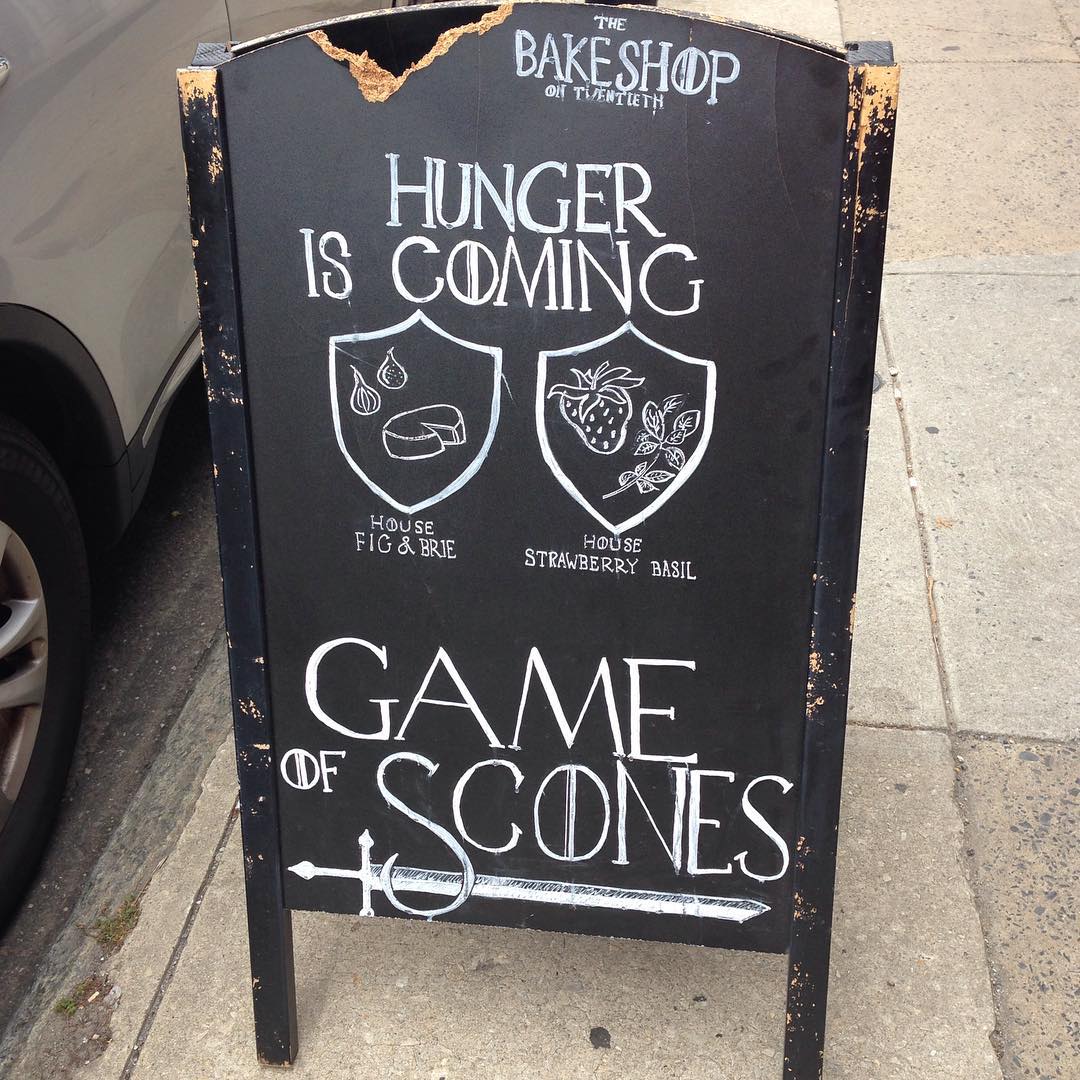 THE
BAKESHOP
ON TWENTIETH
HUNGER
IS COMING
HOUSE
FIG & BRIE
HOUSE
STRAWBERRY BASIL
GAME
OF SCONES